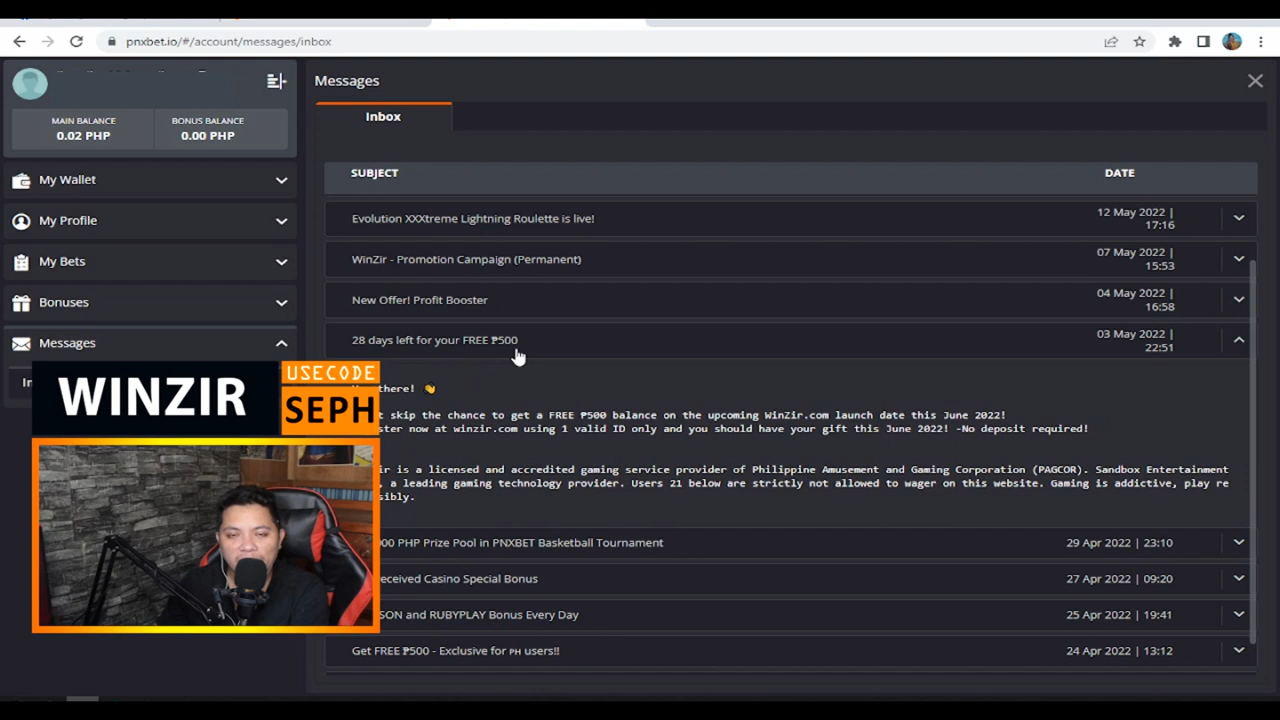 pnxbet.io/#/account/messages/inbox
MAIN BALANCE
0.02 PHP
BONUS BALANCE
0.00 PHP
My Wallet
My Profile
My Bets
Bonuses
Messages
In
Messages
Inbox
SUBJECT DATE
Evolution XXXtreme Lightning Roulette is live! 12 May 2022 |
17:16
WinZir - Promotion Campaign (Permanent) 07 May 2022 |
15:53
New Offer! Profit Booster 04 May 2022 |
16:58
28 days left for your FREE ₱500 03 May 2022 |
22:51
there! 👋
t skip the chance to get a FREE ₱500 balance on the upcoming WinZir.com launch date this June 2022!
ster now at winzir.com using 1 valid ID only and you should have your gift this June 2022! -No deposit required!
ir is a licensed and accredited gaming service provider of Philippine Amusement and Gaming Corporation (PAGCOR). Sandbox Entertainment
, a leading gaming technology provider. Users 21 below are strictly not allowed to wager on this website. Gaming is addictive, play re
sibly.
000 PHP Prize Pool in PNXBET Basketball Tournament 29 Apr 2022 | 23:10
eceived Casino Special Bonus 27 Apr 2022 | 09:20
SON and RUBYPLAY Bonus Every Day 25 Apr 2022 | 19:41
Get FREE ₱500 - Exclusive for PH users!! 24 Apr 2022 | 13:12
WINZIR
USECODE
SEPH